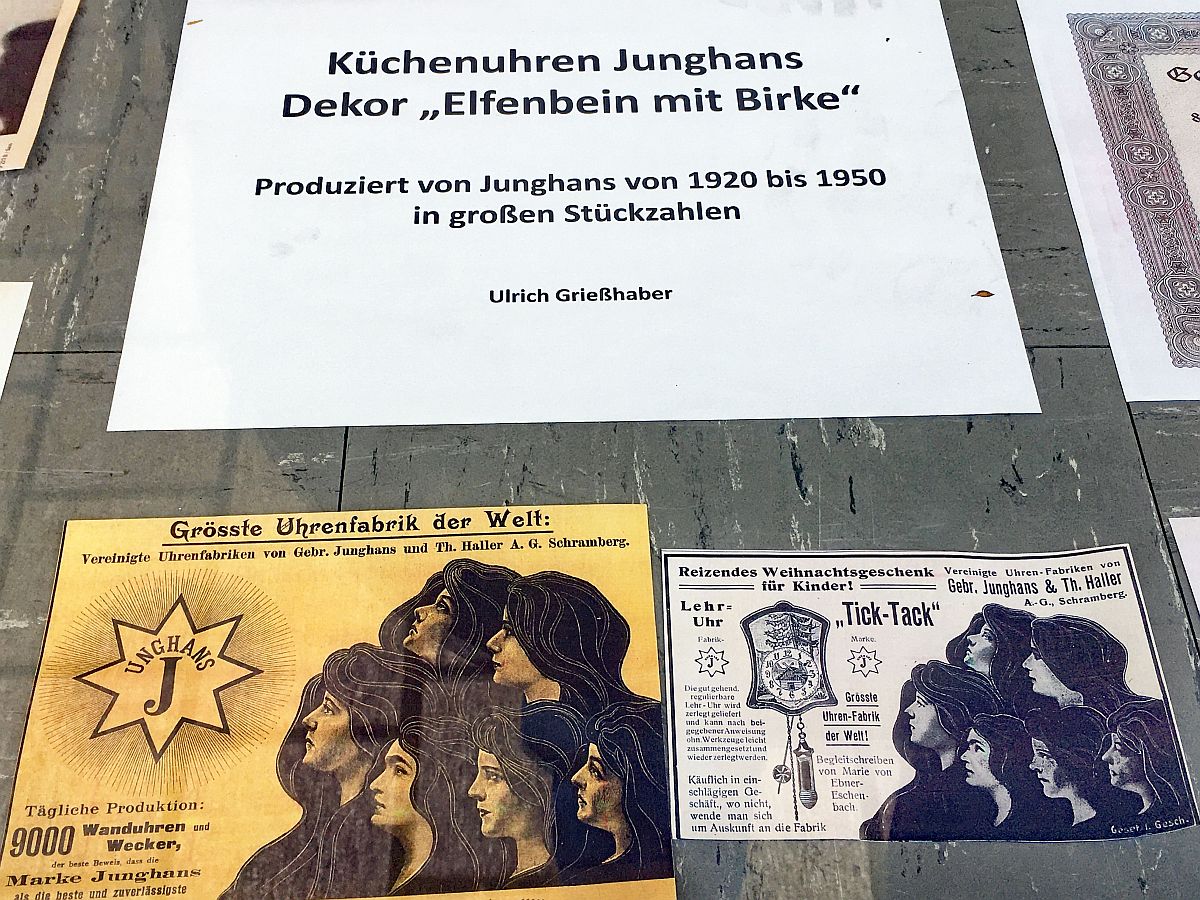 Küchenuhren Junghans
Dekor „Elfenbein mit Birke“
Produziert von Junghans von 1920 bis 1950
in großen Stückzahlen
Ulrich Grießhaber
Grösste Uhrenfabrik der Welt:
Vereinigte Uhrenfabriken von Gebr. Junghans und Th. Haller A. G. Schramberg.
JUNGHANS
J
Tägliche Produktion:
9000 Wanduhren und
Wecker,
der beste Beweis, dass die
Marke Junghans
als die beste und zuverlässigste
Reizendes Weihnachtsgeschenk
für Kinder!
Vereinigte Uhren-Fabriken von
Gebr. Junghans & Th. Haller
A.-G., Schramberg.
Lehr-
Uhr
„Tick-Tack“
Fabrik-
Marke.
Die gut gehend.
regulierbare
Lehr-Uhr wird
zerlegt geliefert
und kann nach bei-
gegebener Anweisung
ohn. Werkzeuge leicht
zusammengesetzt und
wieder zerlegt werden.
Käuflich in ein-
schlägigen Ge-
schäft., wo nicht,
wende man sich
um Auskunft an die Fabrik
Grösste
Uhren-Fabrik
der Welt!
Begleitschreiben
von Marie von
Ebner-
Eschen-
bach.
Gesetzl. Gesch.